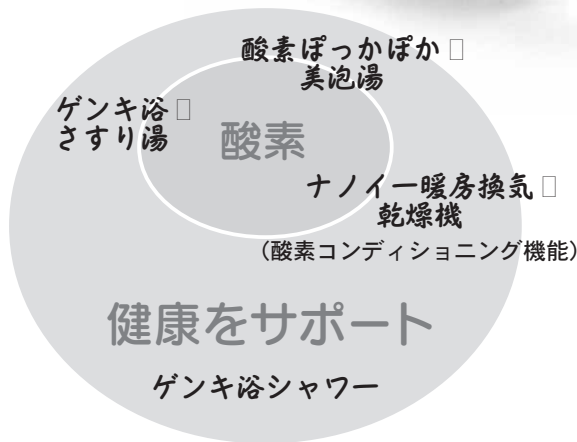 酸素ぽっかぽか□
美泡湯
ゲンキ浴□
さすり湯
酸素
ナノイー暖房換気□
乾燥機
（酸素コンディショニング機能）
健康をサポート
ゲンキ浴シャワー